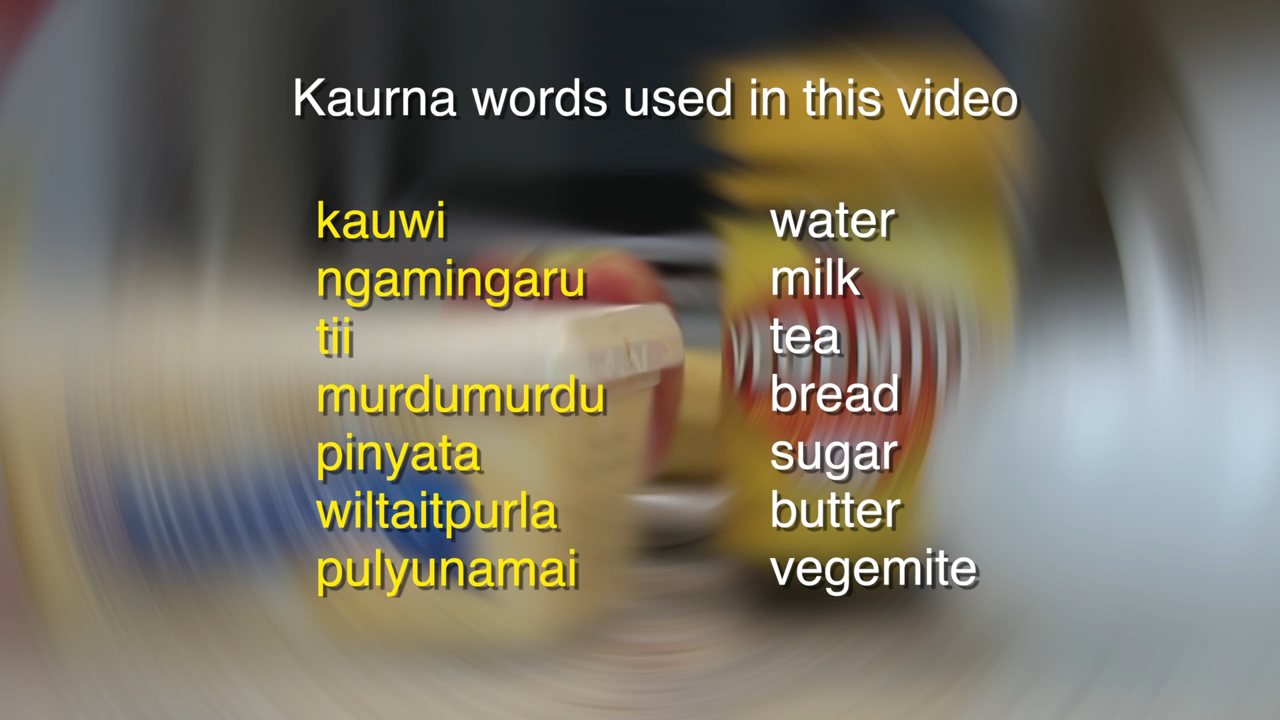 Kaurna words used in this video
kauwi water
ngamingaru milk
tii tea
murdumurdu bread
pinyata sugar
wiltaitpurla butter
pulyunamai vegemite